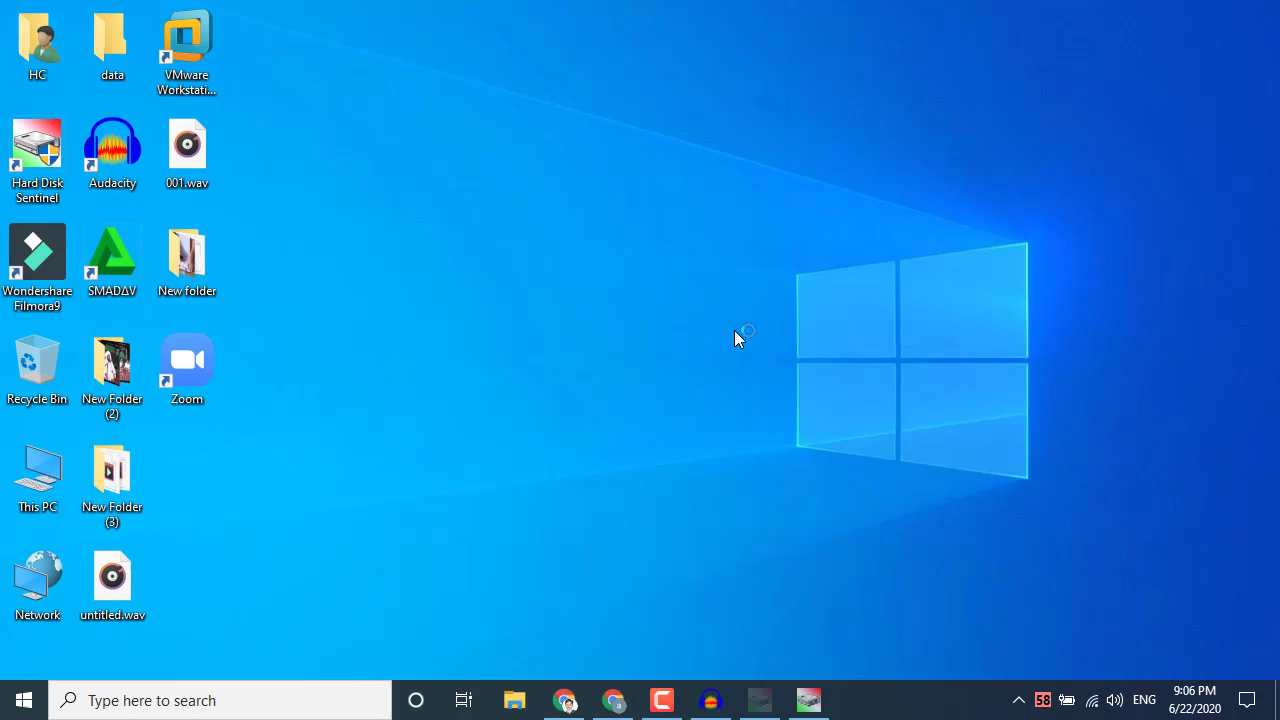 HC
data
VMware
Workstati...
Hard Disk
Sentinel
Audacity
001.wav
Wondershare
Filmora9
SMADΔV
New folder
Recycle Bin
New Folder
(2)
Zoom
This PC
New Folder
(3)
Network
untitled.wav
Type here to search
a
58
ENG
9:06 PM
6/22/2020